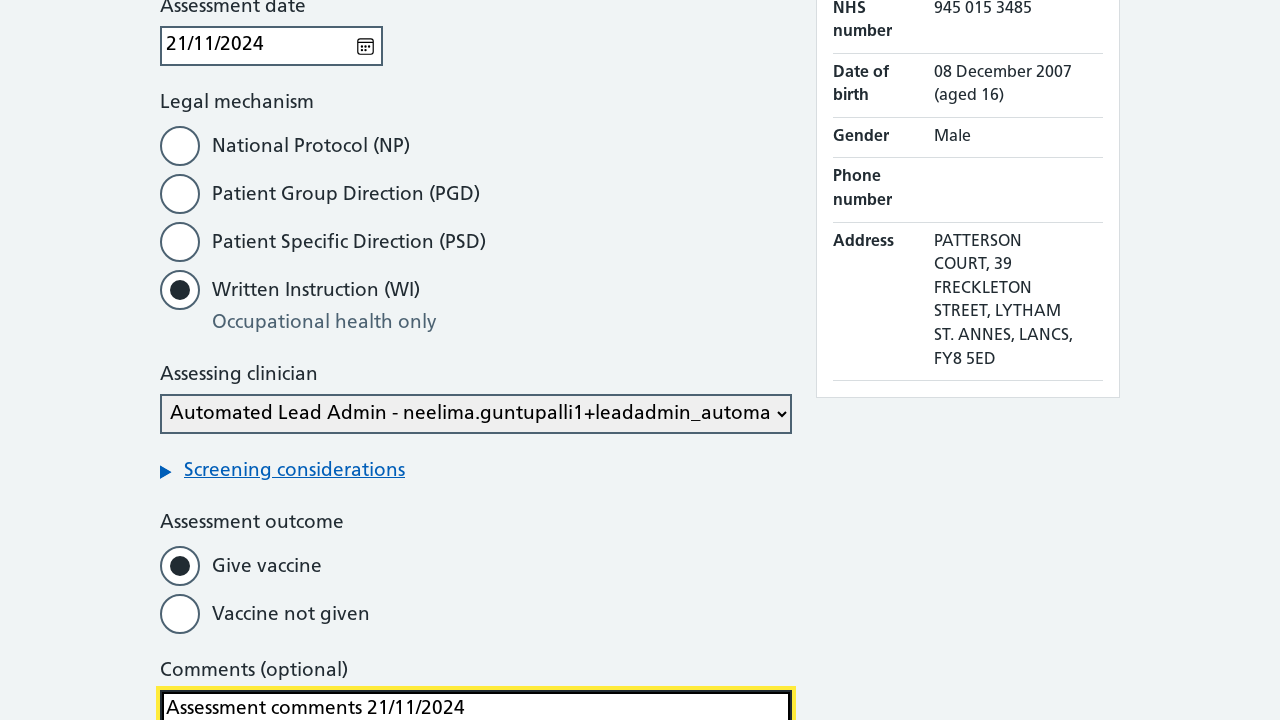 Assessment date
21/11/2024
Legal mechanism
National Protocol (NP)
Patient Group Direction (PGD)
Patient Specific Direction (PSD)
Written Instruction (WI)
Occupational health only
Assessing clinician
Automated Lead Admin - neelima.guntupalli1+leadadmin_automa
Screening considerations
Assessment outcome
Give vaccine
Vaccine not given
Comments (optional)
Assessment comments 21/11/2024
NHS number
945 015 3485
Date of birth
08 December 2007
(aged 16)
Gender
Male
Phone number
Address
PATTERSON
COURT, 39
FRECKLETON
STREET, LYTHAM
ST. ANNES, LANCS,
FY8 5ED